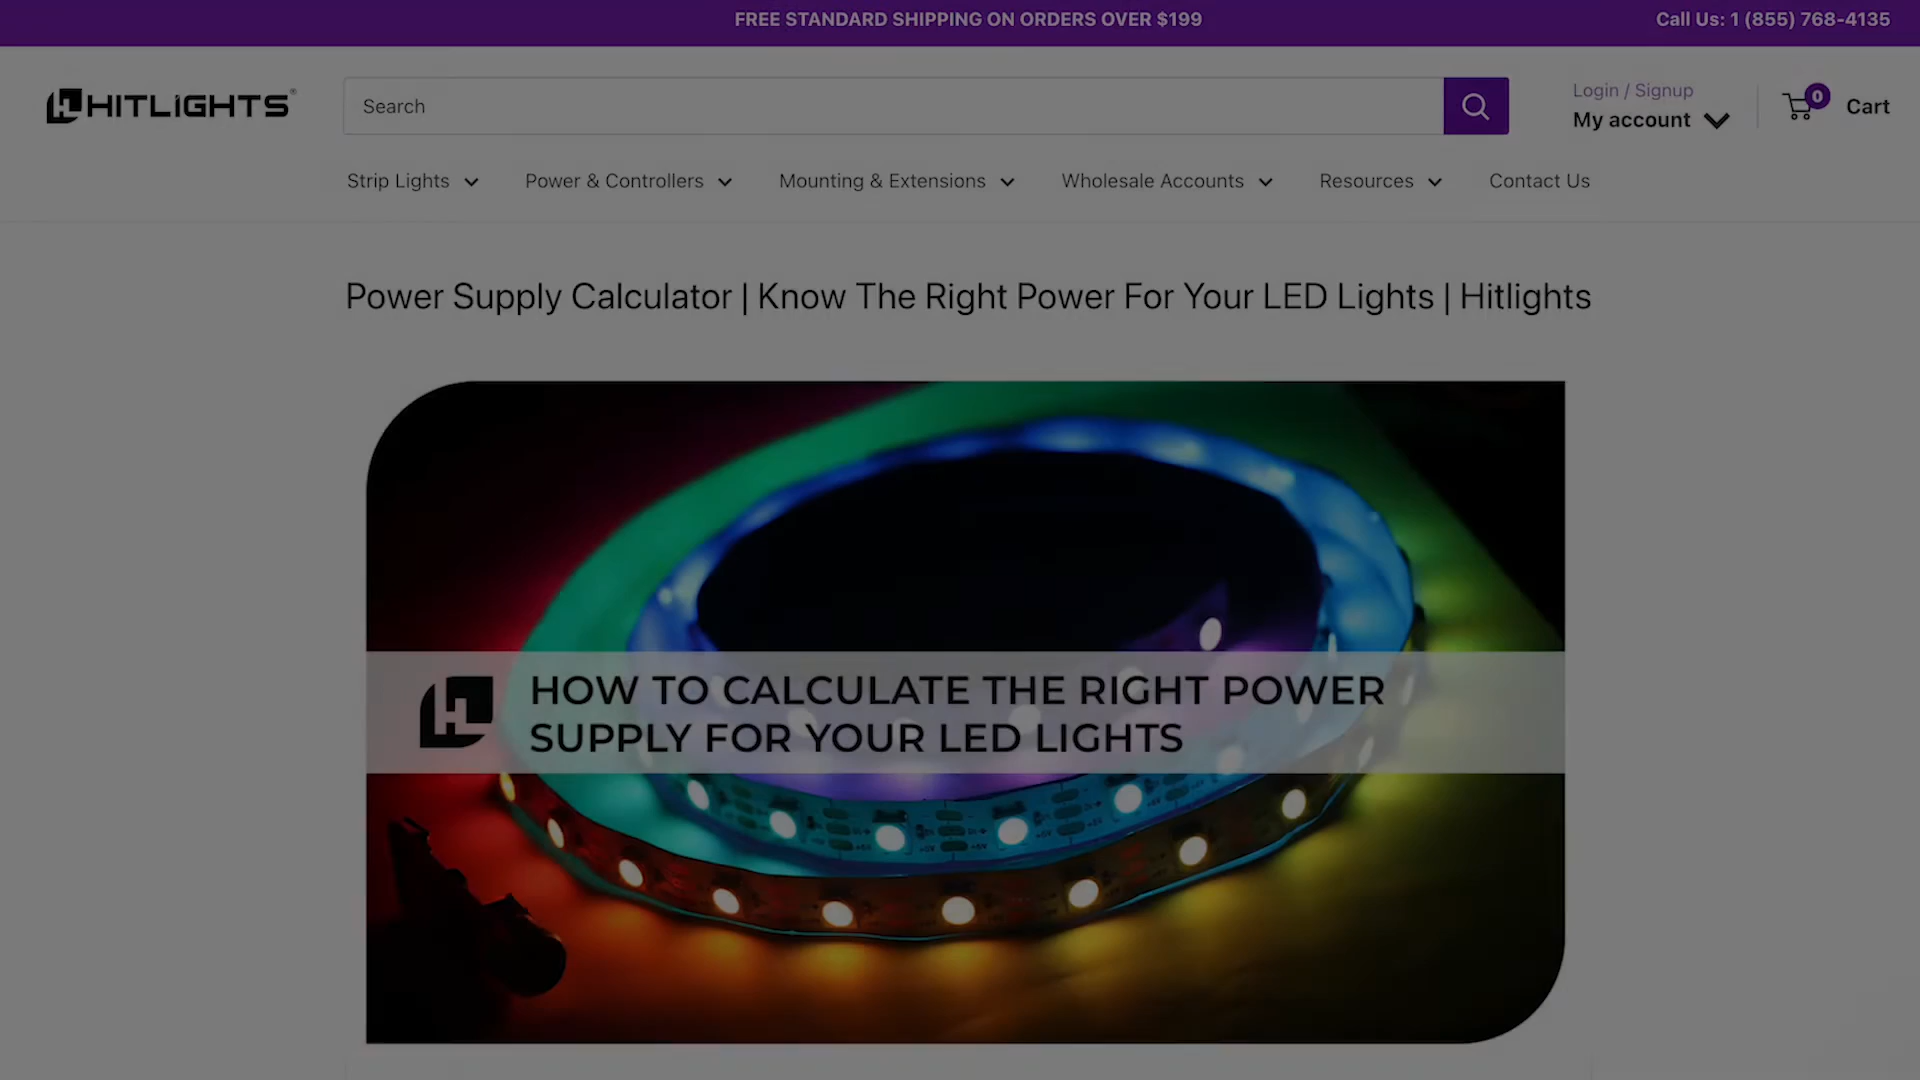 FREE STANDARD SHIPPING ON ORDERS OVER $199
Call Us: 1 (855) 768-4135
HITLIGHTS®
Search
Login / Signup
My account
0
Cart
Strip Lights
Power & Controllers
Mounting & Extensions
Wholesale Accounts
Resources
Contact Us
Power Supply Calculator | Know The Right Power For Your LED Lights | Hitlights
HOW TO CALCULATE THE RIGHT POWER
SUPPLY FOR YOUR LED LIGHTS